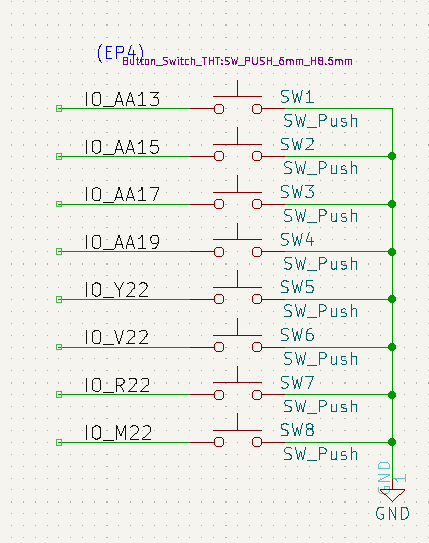 (EP4)
Button_Switch_THT:SW_PUSH_6mm_H8.5mm
IO_AA13 SW1
SW_Push
IO_AA15 SW2
SW_Push
IO_AA17 SW3
SW_Push
IO_AA19 SW4
SW_Push
IO_Y22 SW5
SW_Push
IO_V22 SW6
SW_Push
IO_R22 SW7
SW_Push
IO_M22 SW8
SW_Push
GND 1
GND